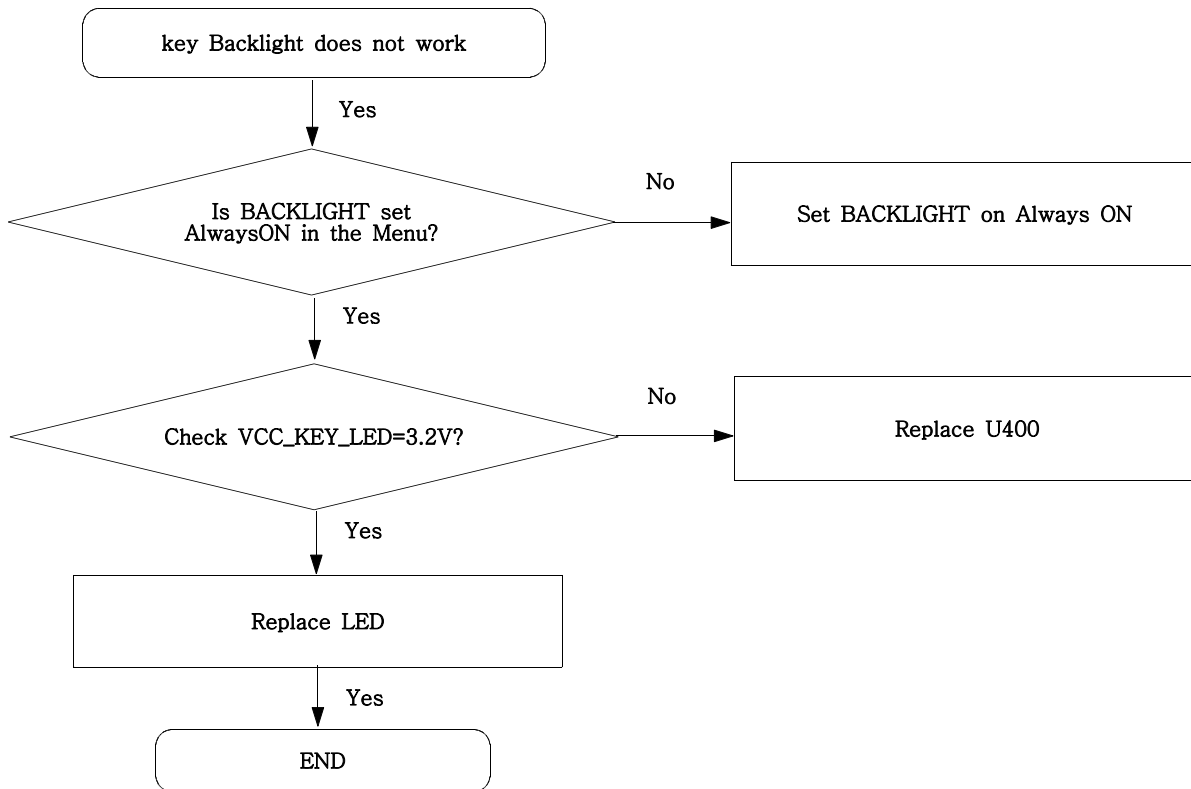 key Backlight does not work
Yes
Is BACKLIGHT set
AlwaysON in the Menu?
No
Set BACKLIGHT on Always ON
Yes
Check VCC_KEY_LED=3.2V?
No
Replace U400
Yes
Replace LED
Yes
END